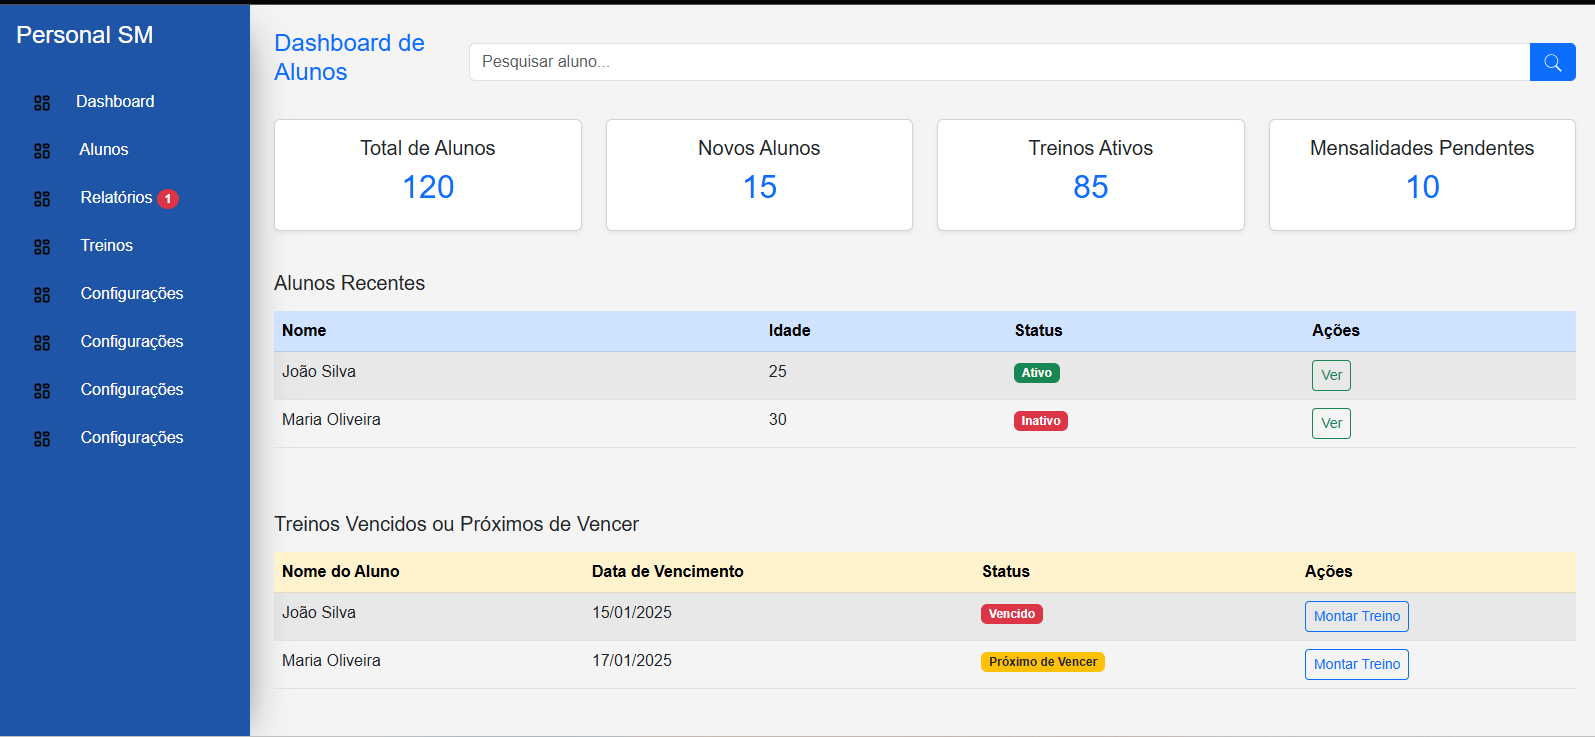 Personal SM
Dashboard
Alunos
Relatórios 1
Treinos
Configurações
Configurações
Configurações
Configurações
Dashboard de
Alunos
Pesquisar aluno...
Total de Alunos
120
Novos Alunos
15
Treinos Ativos
85
Mensalidades Pendentes
10
Alunos Recentes
Nome Idade Status Ações
João Silva 25 Ativo Ver
Maria Oliveira 30 Inativo Ver
Treinos Vencidos ou Próximos de Vencer
Nome do Aluno Data de Vencimento Status Ações
João Silva 15/01/2025 Vencido Montar Treino
Maria Oliveira 17/01/2025 Próximo de Vencer Montar Treino